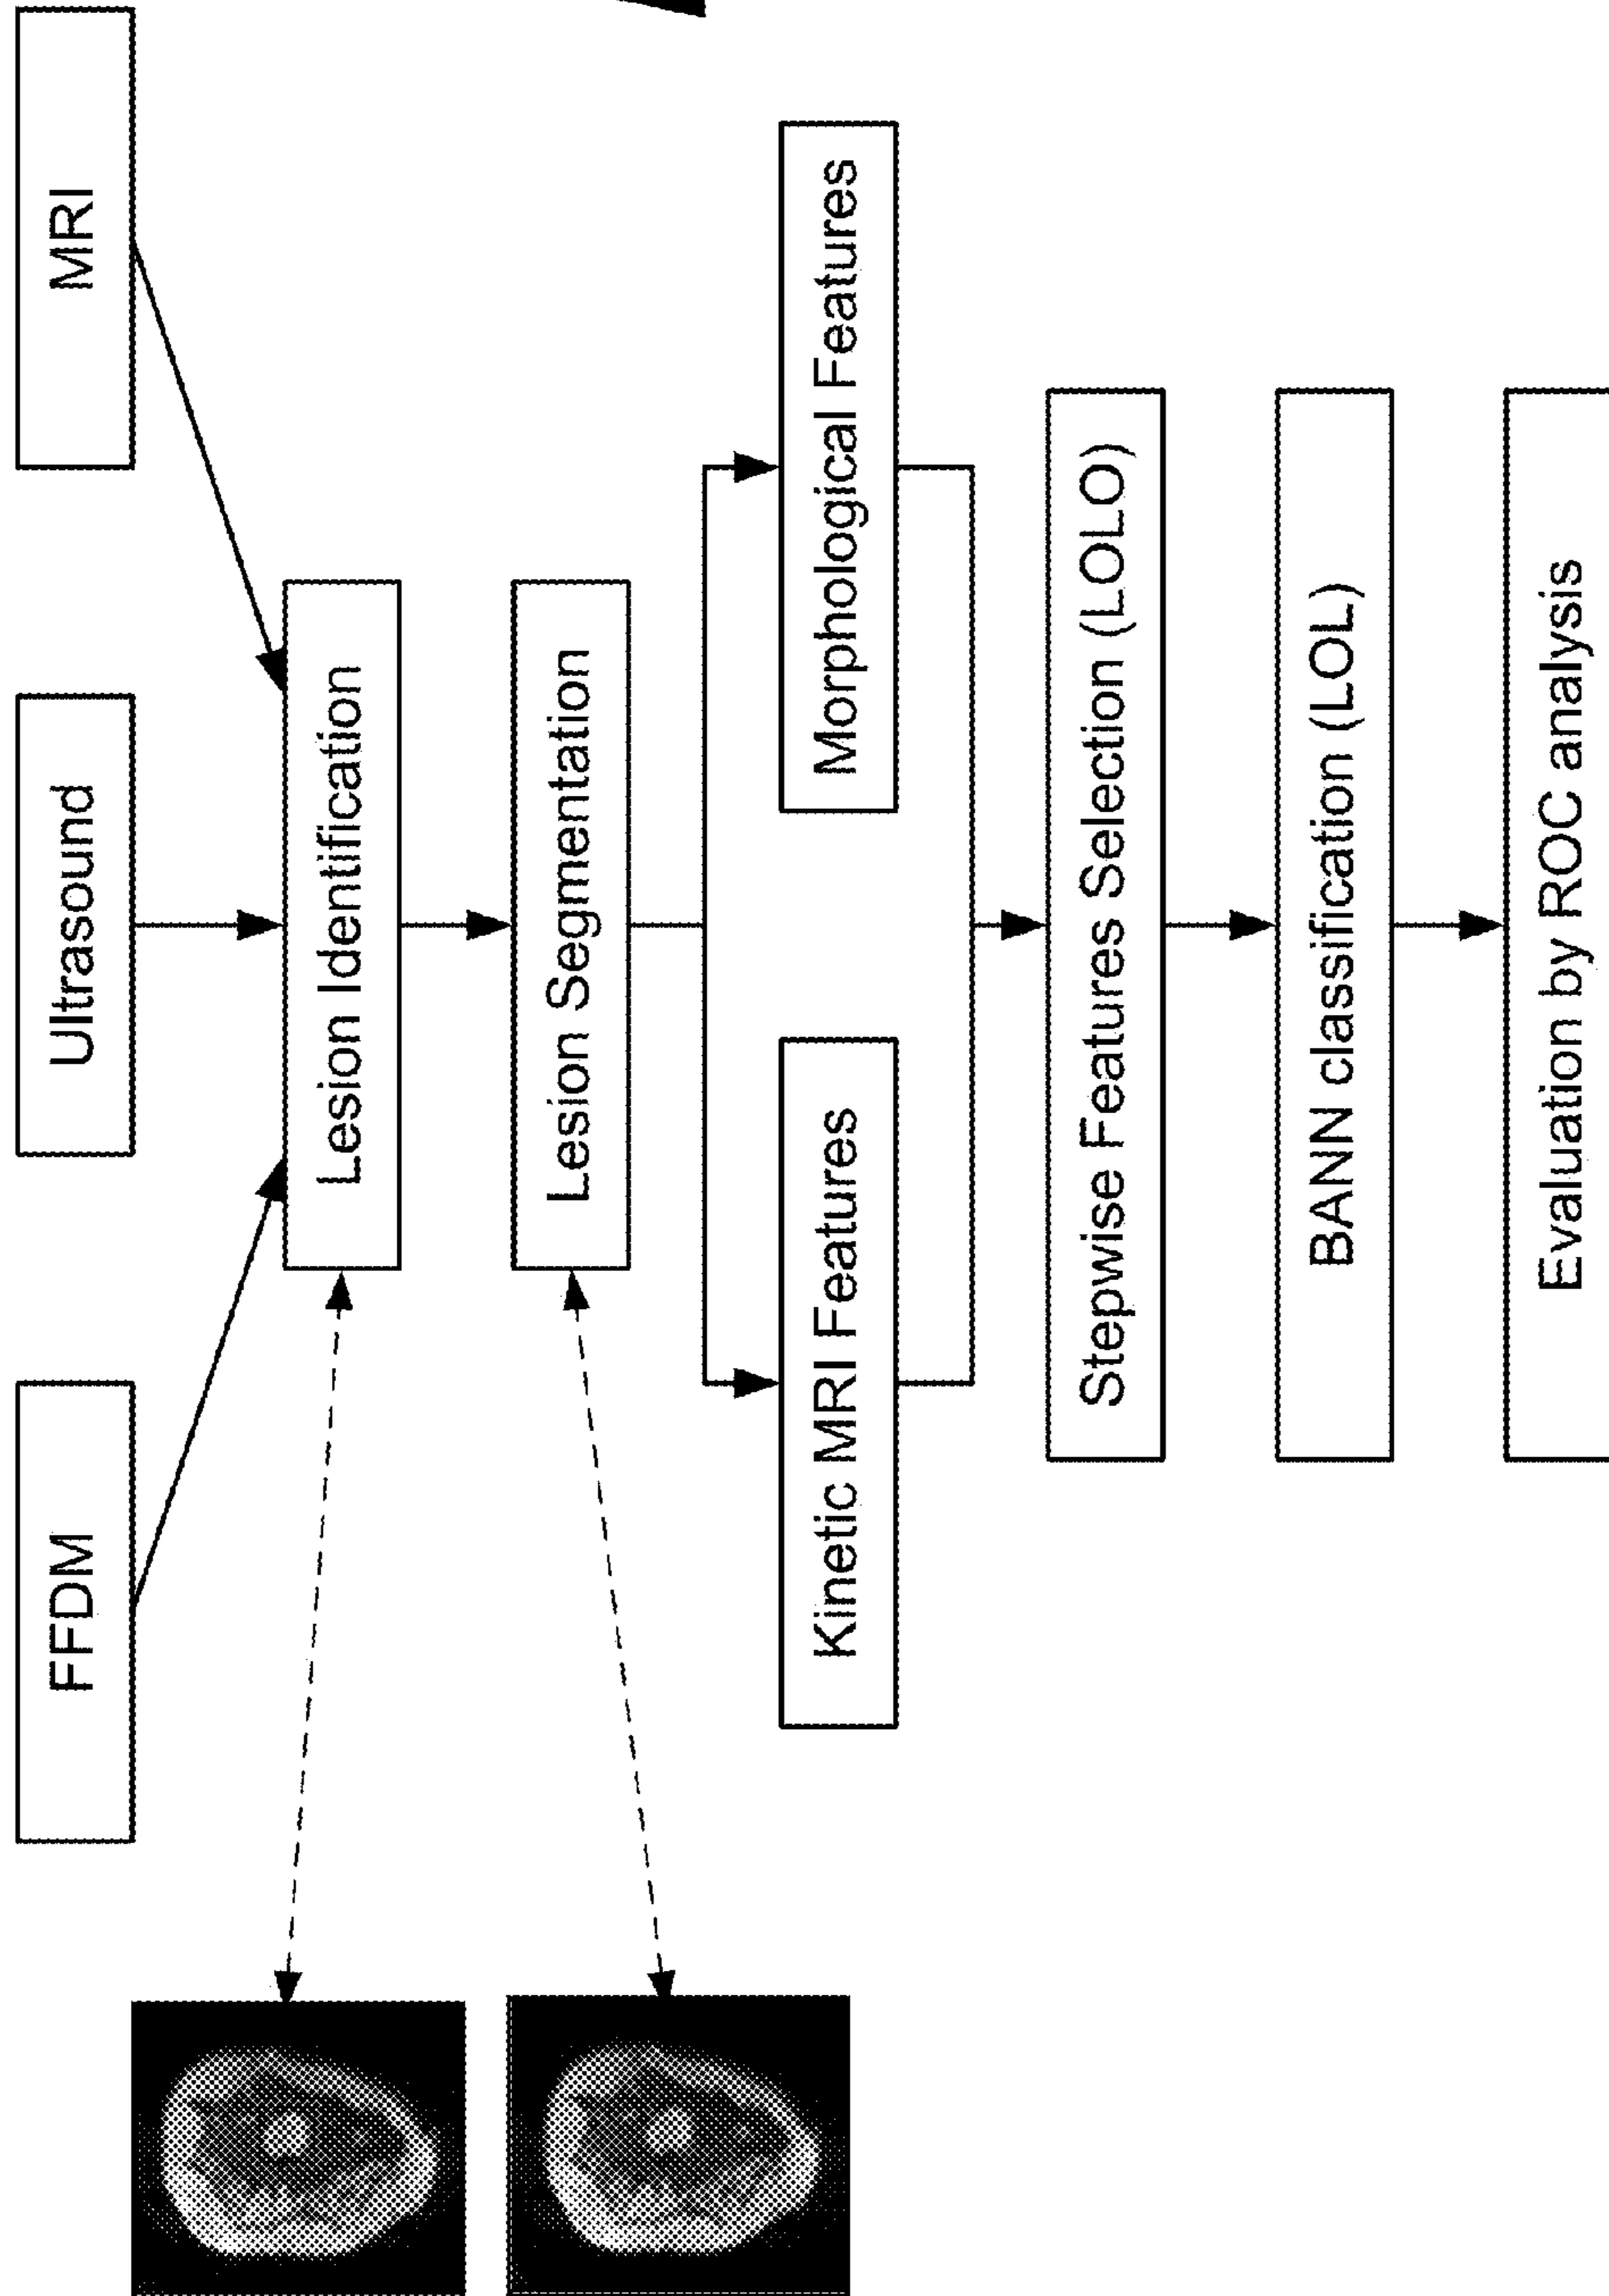 FFDM
Ultrasound
MRI
Lesion Identification
Lesion Segmentation
Kinetic MRI Features
Morphological Features
Stepwise Features Selection (LOLO)
BANN classification (LOL)
Evaluation by ROC analysis